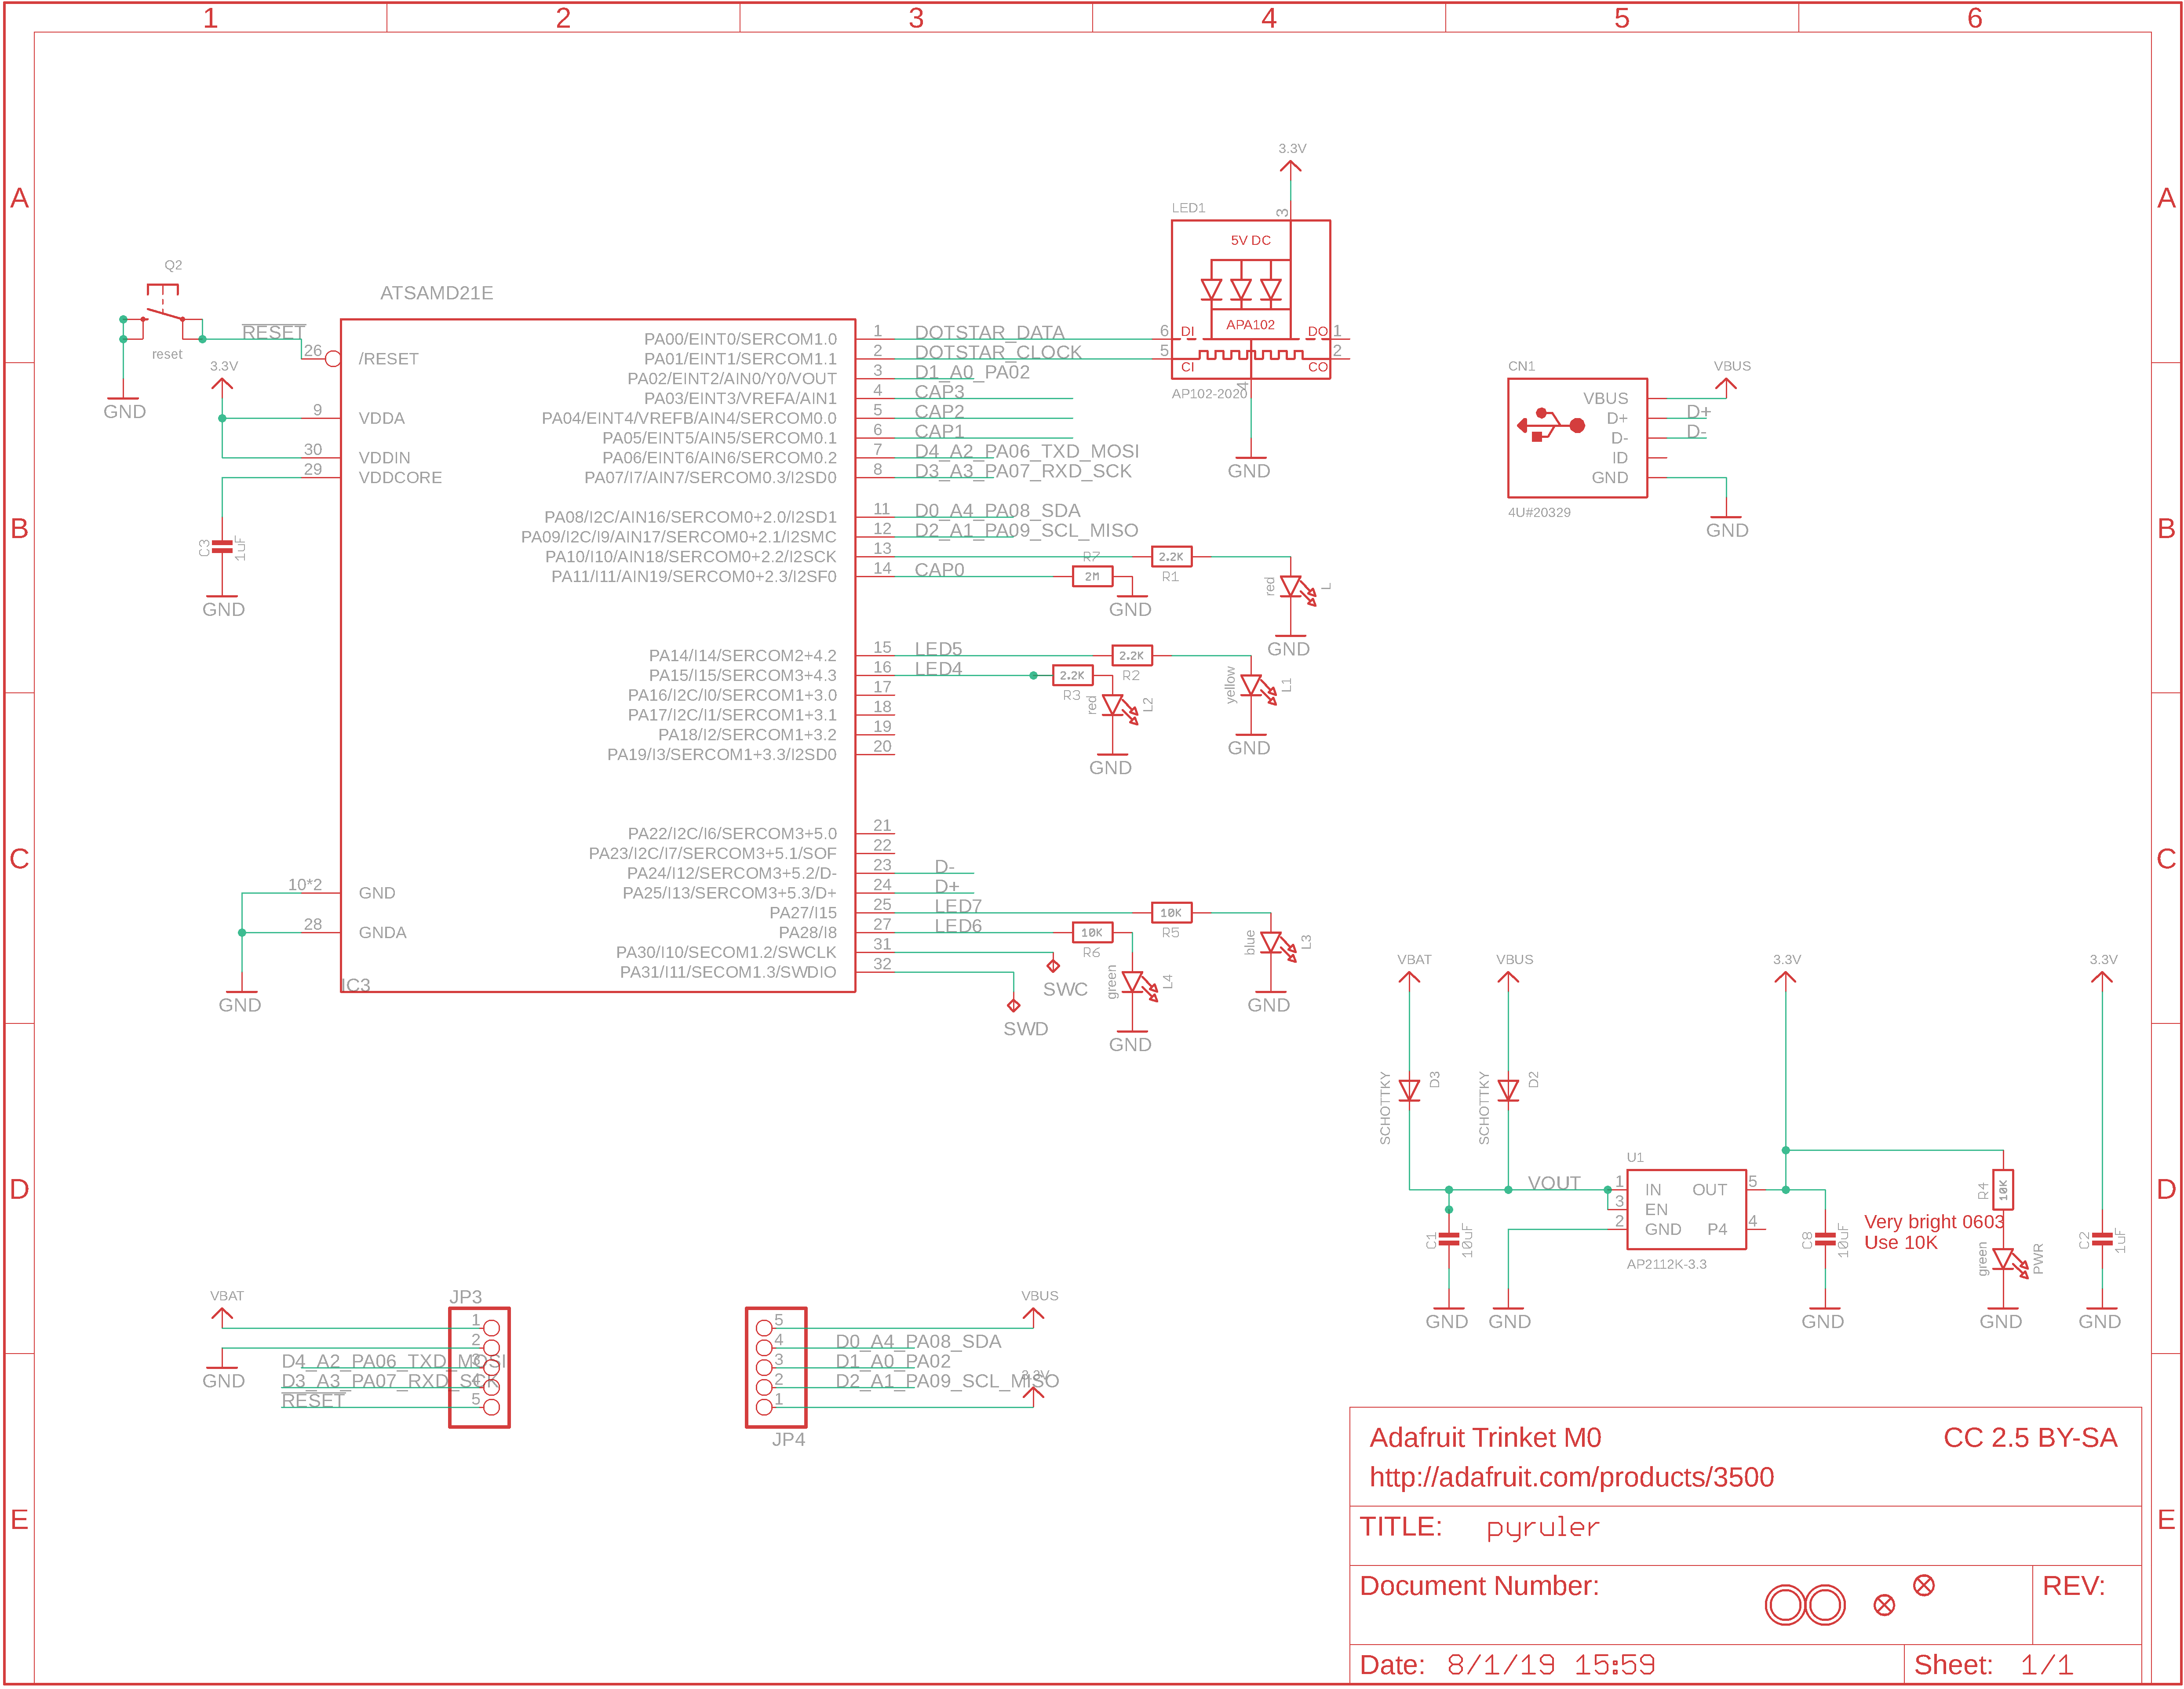 1 2 3 4 5 6
A A
B B
C C
D D
E E
Q2
reset
RESET
3.3V
GND
ATSAMD21E
26 /RESET
9 VDDA
30 VDDIN
29 VDDCORE
C3
1uF
GND
10*2 GND
28 GNDA
GND
IC3
PA00/EINT0/SERCOM1.0 1 DOTSTAR_DATA
PA01/EINT1/SERCOM1.1 2 DOTSTAR_CLOCK
PA02/EINT2/AIN0/Y0/VOUT 3 D1_A0_PA02
PA03/EINT3/VREFA/AIN1 4 CAP3
PA04/EINT4/VREFB/AIN4/SERCOM0.0 5 CAP2
PA05/EINT5/AIN5/SERCOM0.1 6 CAP1
PA06/EINT6/AIN6/SERCOM0.2 7 D4_A2_PA06_TXD_MOSI
PA07/I7/AIN7/SERCOM0.3/I2SD0 8 D3_A3_PA07_RXD_SCK
PA08/I2C/AIN16/SERCOM0+2.0/I2SD1 11 D0_A4_PA08_SDA
PA09/I2C/I9/AIN17/SERCOM0+2.1/I2SMC 12 D2_A1_PA09_SCL_MISO
PA10/I10/AIN18/SERCOM0+2.2/I2SCK 13
PA11/I11/AIN19/SERCOM0+2.3/I2SF0 14 CAP0
PA14/I14/SERCOM2+4.2 15 LED5
PA15/I15/SERCOM3+4.3 16 LED4
PA16/I2C/I0/SERCOM1+3.0 17
PA17/I2C/I1/SERCOM1+3.1 18
PA18/I2/SERCOM1+3.2 19
PA19/I3/SERCOM1+3.3/I2SD0 20
PA22/I2C/I6/SERCOM3+5.0 21
PA23/I2C/I7/SERCOM3+5.1/SOF 22
PA24/I12/SERCOM3+5.2/D- 23 D-
PA25/I13/SERCOM3+5.3/D+ 24 D+
PA27/I15 25 LED7
PA28/I8 27 LED6
PA30/I10/SECOM1.2/SWCLK 31
PA31/I11/SECOM1.3/SWDIO 32
SWC
SWD
R7
2M
GND
2.2K
R1
red
L
GND
2.2K
R2
yellow
L1
GND
2.2K
R3
red
L2
GND
10K
R5
blue
L3
GND
10K
R6
green
L4
GND
3.3V
LED1
3
5V DC
APA102
6 DI DO 1
5 CI CO 2
4
AP102-2020
GND
CN1
VBUS
VBUS
D+ D+
D- D-
ID
GND
4U#20329
GND
VBAT
VBUS
3.3V
3.3V
SCHOTTKY
D3
SCHOTTKY
D2
VOUT
U1
1 IN OUT 5
3 EN
2 GND P4 4
AP2112K-3.3
C1
10uF
GND
GND
C8
10uF
GND
R4
10K
Very bright 0603
Use 10K
green
PWR
GND
C2
1uF
GND
VBAT
GND
JP3
1
2
D4_A2_PA06_TXD_MOSI 3
D3_A3_PA07_RXD_SCK 4
RESET 5
VBUS
5
4 D0_A4_PA08_SDA
3 D1_A0_PA02
2 D2_A1_PA09_SCL_MISO
1
3.3V
JP4
Adafruit Trinket M0 CC 2.5 BY-SA
http://adafruit.com/products/3500
TITLE: pyruler
Document Number: REV:
Date: 8/1/19 15:59 Sheet: 1/1